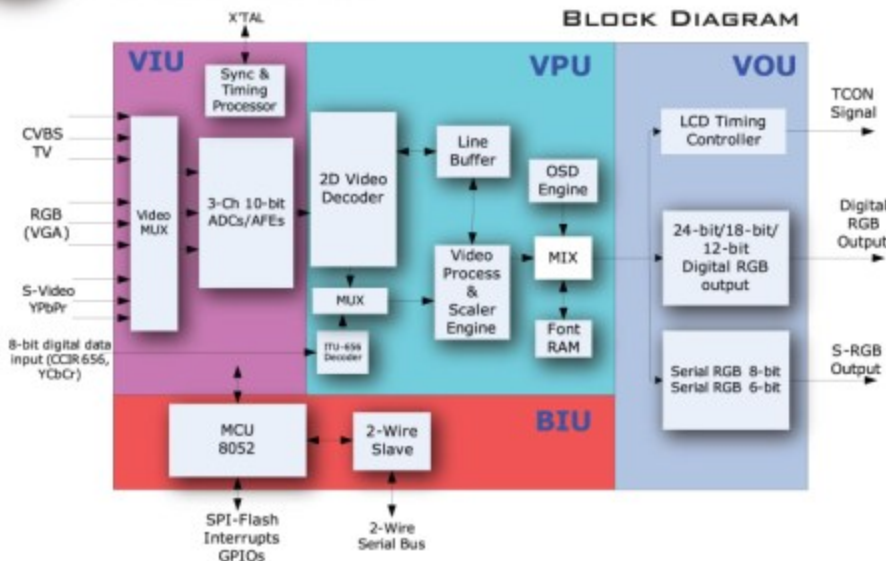 BLOCK DIAGRAM
X'TAL
VIU
VPU
VOU
Sync &
Timing
Processor
CVBS
TV
RGB
(VGA)
S-Video
YPbPr
8-bit digital data
input (CCIR656,
YCbCr)
Video
MUX
3-Ch 10-bit
ADCs/AFEs
2D Video
Decoder
MUX
ITU-656
Decoder
Line
Buffer
Video
Process
&
Scaler
Engine
OSD
Engine
MIX
Font
RAM
LCD Timing
Controller
24-bit/18-bit/
12-bit
Digital RGB
output
Serial RGB 8-bit
Serial RGB 6-bit
TCON
Signal
Digital
RGB
Output
S-RGB
Output
BIU
MCU
8052
2-Wire
Slave
SPI-Flash
Interrupts
GPIOs
2-Wire
Serial Bus